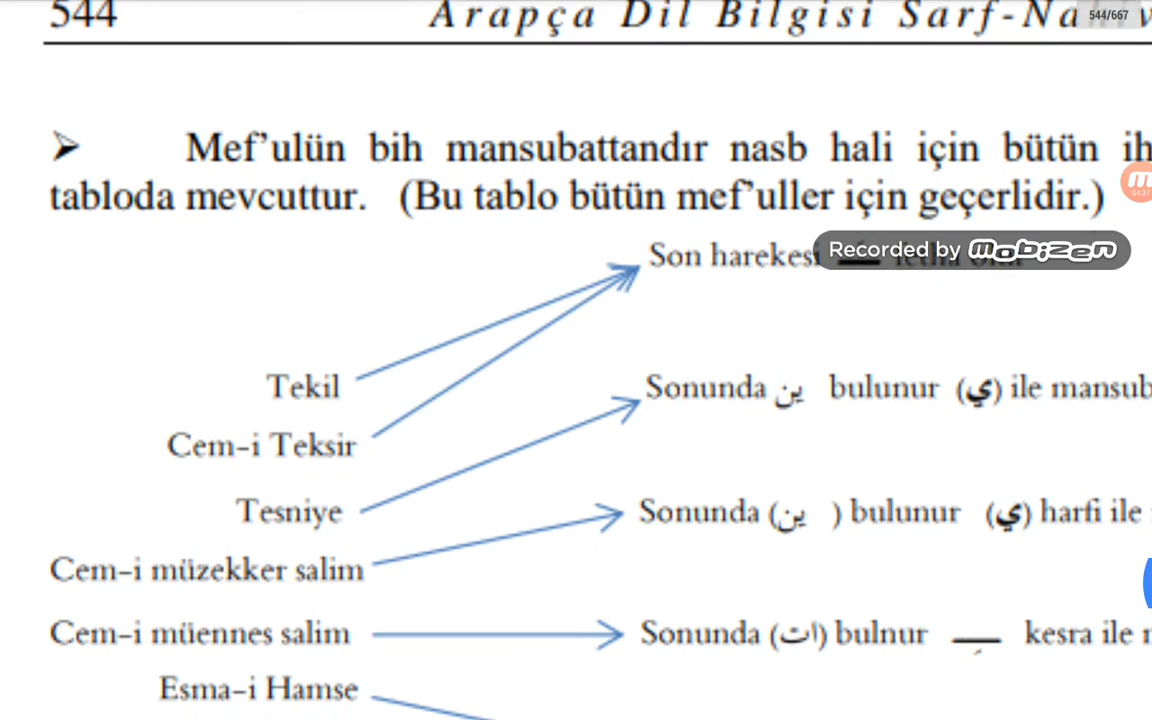 544 Arapça Dil Bilgisi Sarf-Na
544/667
➤ Mef’ulün bih mansubattandır nasb hali için bütün ih
tabloda mevcuttur. (Bu tablo bütün mef’uller için geçerlidir.)
04:37
Son harekesi
Recorded by mobizen
Tekil
Sonunda ين bulunur (ي) ile mansub
Cem-i Teksir
Tesniye
Sonunda (ين ) bulunur (ي) harfi ile
Cem-i müzekker salim
Cem-i müennes salim
Sonunda (ات) bulnur ـِ kesra ile
Esma-i Hamse